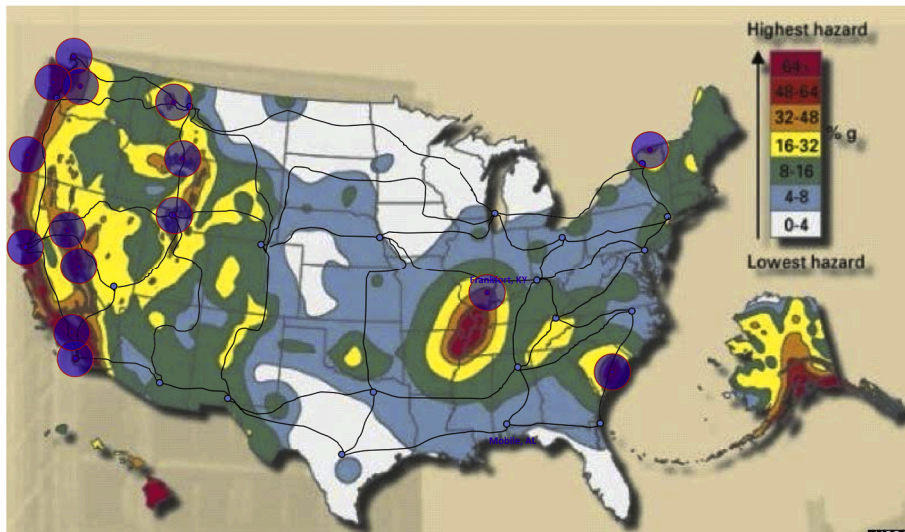 Highest hazard
64+
48-64
32-48
16-32
8-16
4-8
0-4
% g
Lowest hazard
Frankfort, KY
Mobile, AL